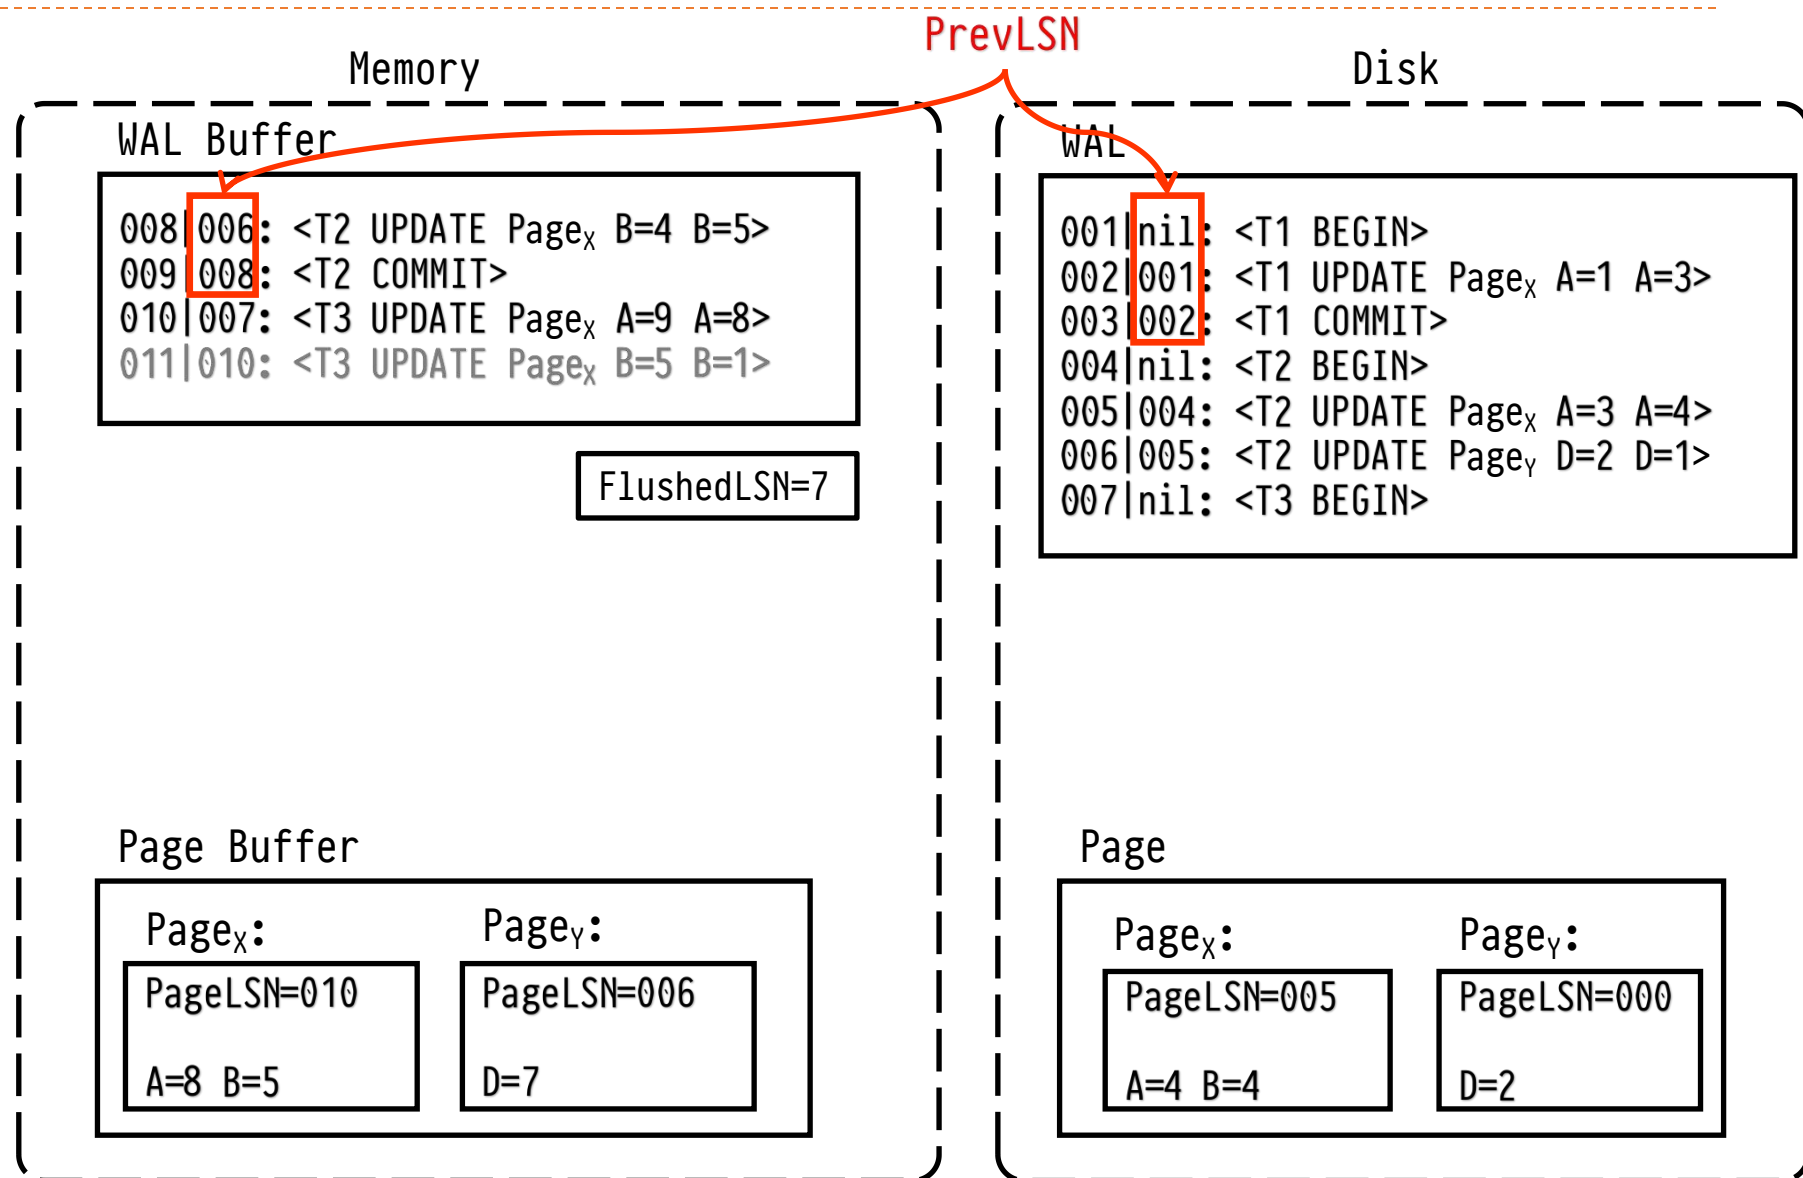 PrevLSN
Memory
Disk
WAL Buffer
008|006: <T2 UPDATE PageX B=4 B=5>
009|008: <T2 COMMIT>
010|007: <T3 UPDATE PageX A=9 A=8>
011|010: <T3 UPDATE PageX B=5 B=1>
FlushedLSN=7
WAL
001|nil: <T1 BEGIN>
002|001: <T1 UPDATE PageX A=1 A=3>
003|002: <T1 COMMIT>
004|nil: <T2 BEGIN>
005|004: <T2 UPDATE PageX A=3 A=4>
006|005: <T2 UPDATE PageY D=2 D=1>
007|nil: <T3 BEGIN>
Page Buffer
PageX:
PageLSN=010
A=8 B=5
PageY:
PageLSN=006
D=7
Page
PageX:
PageLSN=005
A=4 B=4
PageY:
PageLSN=000
D=2